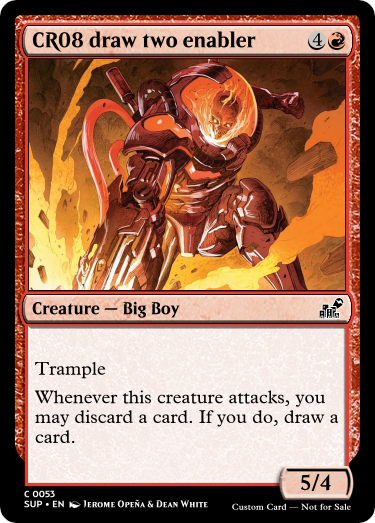 CR08 draw two enabler 4
Creature — Big Boy
Trample
Whenever this creature attacks, you
may discard a card. If you do, draw a
card.
5/4
C 0053
SUP • EN Jerome Opeña & Dean White
Custom Card — Not for Sale